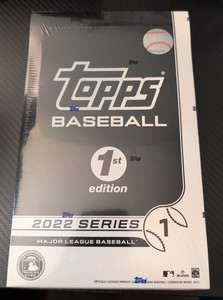 topps
BASEBALL
1st
edition
2022 SERIES 1
MAJOR LEAGUE BASEBALL